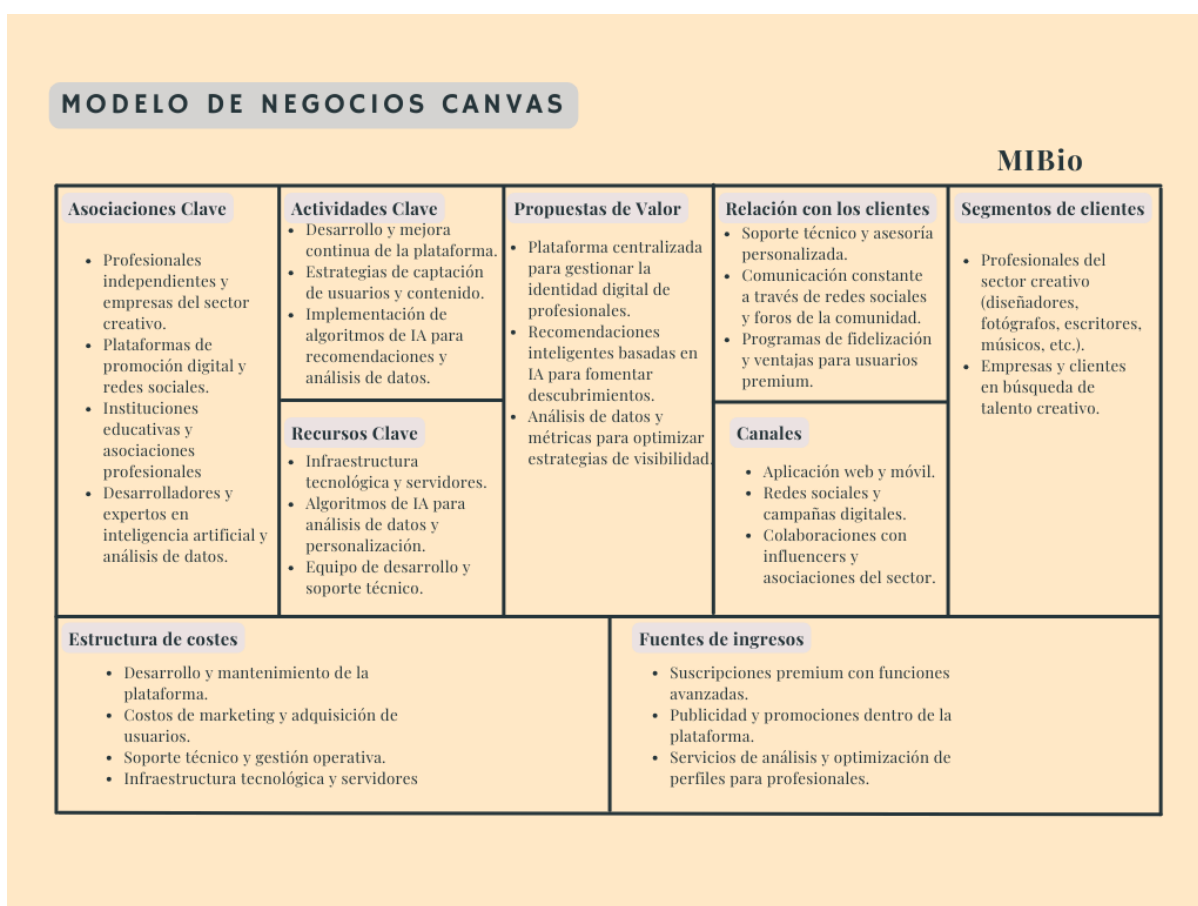 MODELO DE NEGOCIOS CANVAS
MIBio
Asociaciones Clave
• Profesionales
independientes y
empresas del sector
creativo.
• Plataformas de
promoción digital y
redes sociales.
• Instituciones
educativas y
asociaciones
profesionales
• Desarrolladores y
expertos en
inteligencia artificial y
análisis de datos.
Actividades Clave
• Desarrollo y mejora
continua de la plataforma.
• Estrategias de captación
de usuarios y contenido.
• Implementación de
algoritmos de IA para
recomendaciones y
análisis de datos.
Recursos Clave
• Infraestructura
tecnológica y servidores.
• Algoritmos de IA para
análisis de datos y
personalización.
• Equipo de desarrollo y
soporte técnico.
Propuestas de Valor
• Plataforma centralizada
para gestionar la
identidad digital de
profesionales.
• Recomendaciones
inteligentes basadas en
IA para fomentar
descubrimientos.
• Análisis de datos y
métricas para optimizar
estrategias de visibilidad.
Relación con los clientes
• Soporte técnico y asesoría
personalizada.
• Comunicación constante
a través de redes sociales
y foros de la comunidad.
• Programas de fidelización
y ventajas para usuarios
premium.
Canales
• Aplicación web y móvil.
• Redes sociales y
campañas digitales.
• Colaboraciones con
influencers y
asociaciones del sector.
Segmentos de clientes
• Profesionales del
sector creativo
(diseñadores,
fotógrafos, escritores,
músicos, etc.).
• Empresas y clientes
en búsqueda de
talento creativo.
Estructura de costes
• Desarrollo y mantenimiento de la
plataforma.
• Costos de marketing y adquisición de
usuarios.
• Soporte técnico y gestión operativa.
• Infraestructura tecnológica y servidores
Fuentes de ingresos
• Suscripciones premium con funciones
avanzadas.
• Publicidad y promociones dentro de la
plataforma.
• Servicios de análisis y optimización de
perfiles para profesionales.